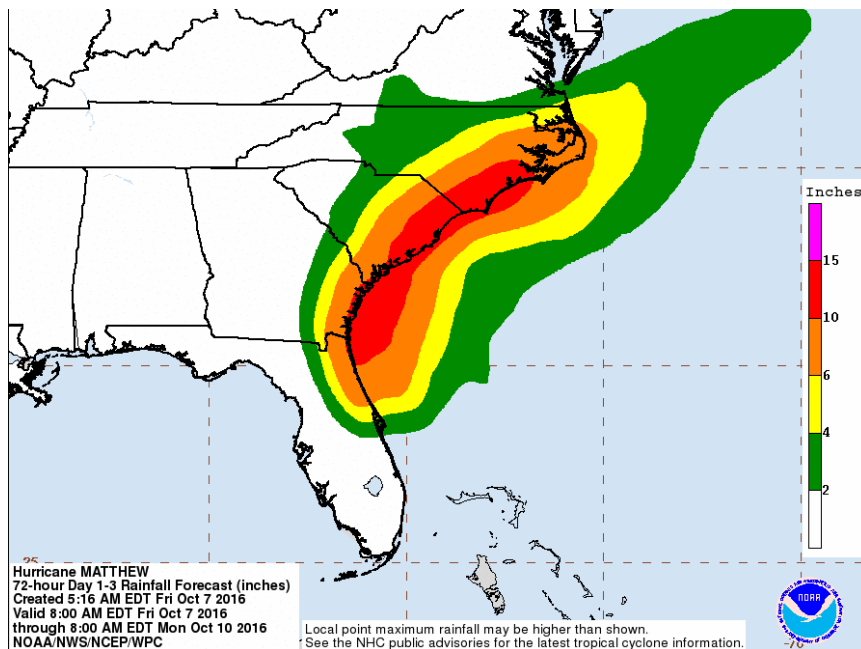 Inches
15
10
6
4
2
25
Hurricane MATTHEW
72-hour Day 1-3 Rainfall Forecast (inches)
Created 5:16 AM EDT Fri Oct 7 2016
Valid 8:00 AM EDT Fri Oct 7 2016
through 8:00 AM EDT Mon Oct 10 2016
NOAA/NWS/NCEP/WPC
Local point maximum rainfall may be higher than shown.
See the NHC public advisories for the latest tropical cyclone information.
NOAA
-70